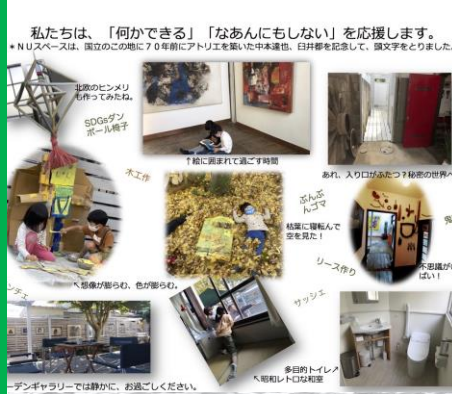 私たちは、「何かできる」「なあんにもしない」を応援します。
＊NUスペースは、国立のこの地に７０年前にアトリエを築いた中本達也、臼井都を記念して、頭文字をとりました。
北欧のヒンメリ
も作ってみたね。
SDGsダン
ボール椅子
木工作
↑絵に囲まれて過ごす時間
あれ、入り口がふたつ？秘密の世界へ
ぶんぶ
んゴマ
枯葉に寝転んで
空を見た！
リース作り
不思議が
ぱい！
↖想像が膨らむ、色が膨らむ。
ンチェ
サッシェ
多目的トイレ↗
↖昭和レトロな和室
ーデンギャラリーでは静かに、お過ごしください。